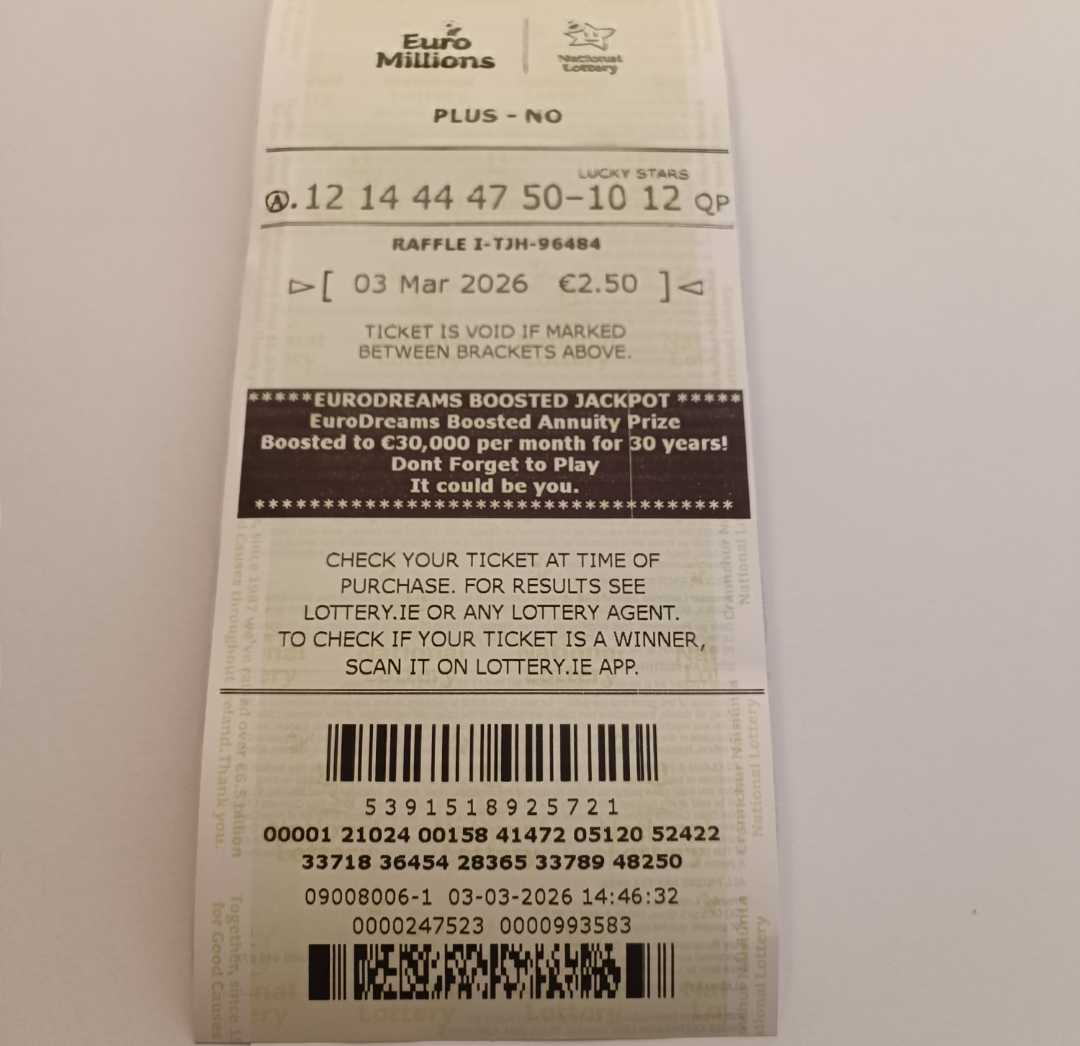 Euro
Millions
National
Lottery
PLUS - NO
LUCKY STARS
Ⓐ. 12 14 44 47 50-10 12 QP
RAFFLE I-TJH-96484
▷[ 03 Mar 2026 €2.50 ]◁
TICKET IS VOID IF MARKED
BETWEEN BRACKETS ABOVE.
*****EURODREAMS BOOSTED JACKPOT *****
EuroDreams Boosted Annuity Prize
Boosted to €30,000 per month for 30 years!
Dont Forget to Play
It could be you.
***********************************
CHECK YOUR TICKET AT TIME OF
PURCHASE. FOR RESULTS SEE
LOTTERY.IE OR ANY LOTTERY AGENT.
TO CHECK IF YOUR TICKET IS A WINNER,
SCAN IT ON LOTTERY.IE APP.
5391518925721
00001 21024 00158 41472 05120 52422
33718 36454 28365 33789 48250
09008006-1 03-03-2026 14:46:32
0000247523 0000993583